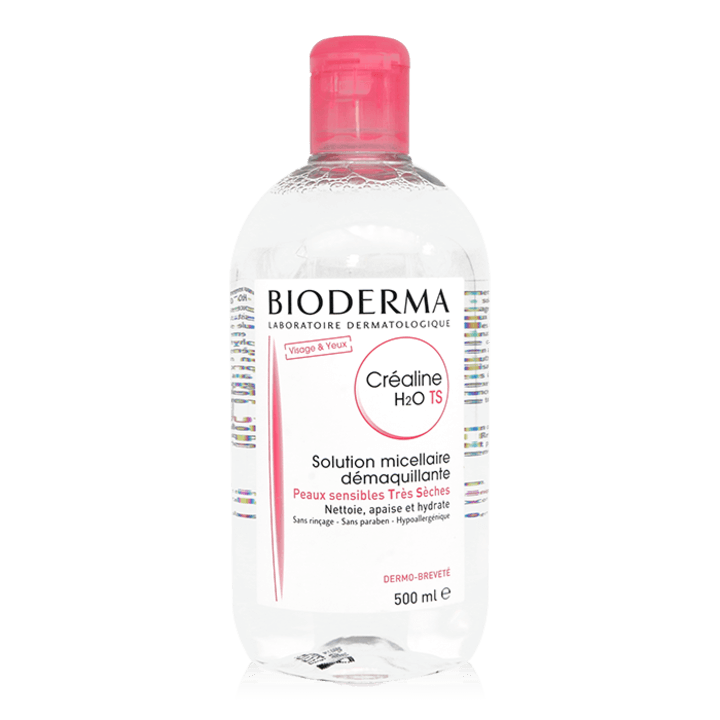 BIODERMA
LABORATOIRE DERMATOLOGIQUE
Visage & Yeux
Créaline
H2O TS
Solution micellaire
démaquillante
Peaux sensibles Très Sèches
Nettoie, apaise et hydrate
Sans rinçage - Sans paraben - Hypoallergénique
DERMO-BREVETÉ
500 ml e